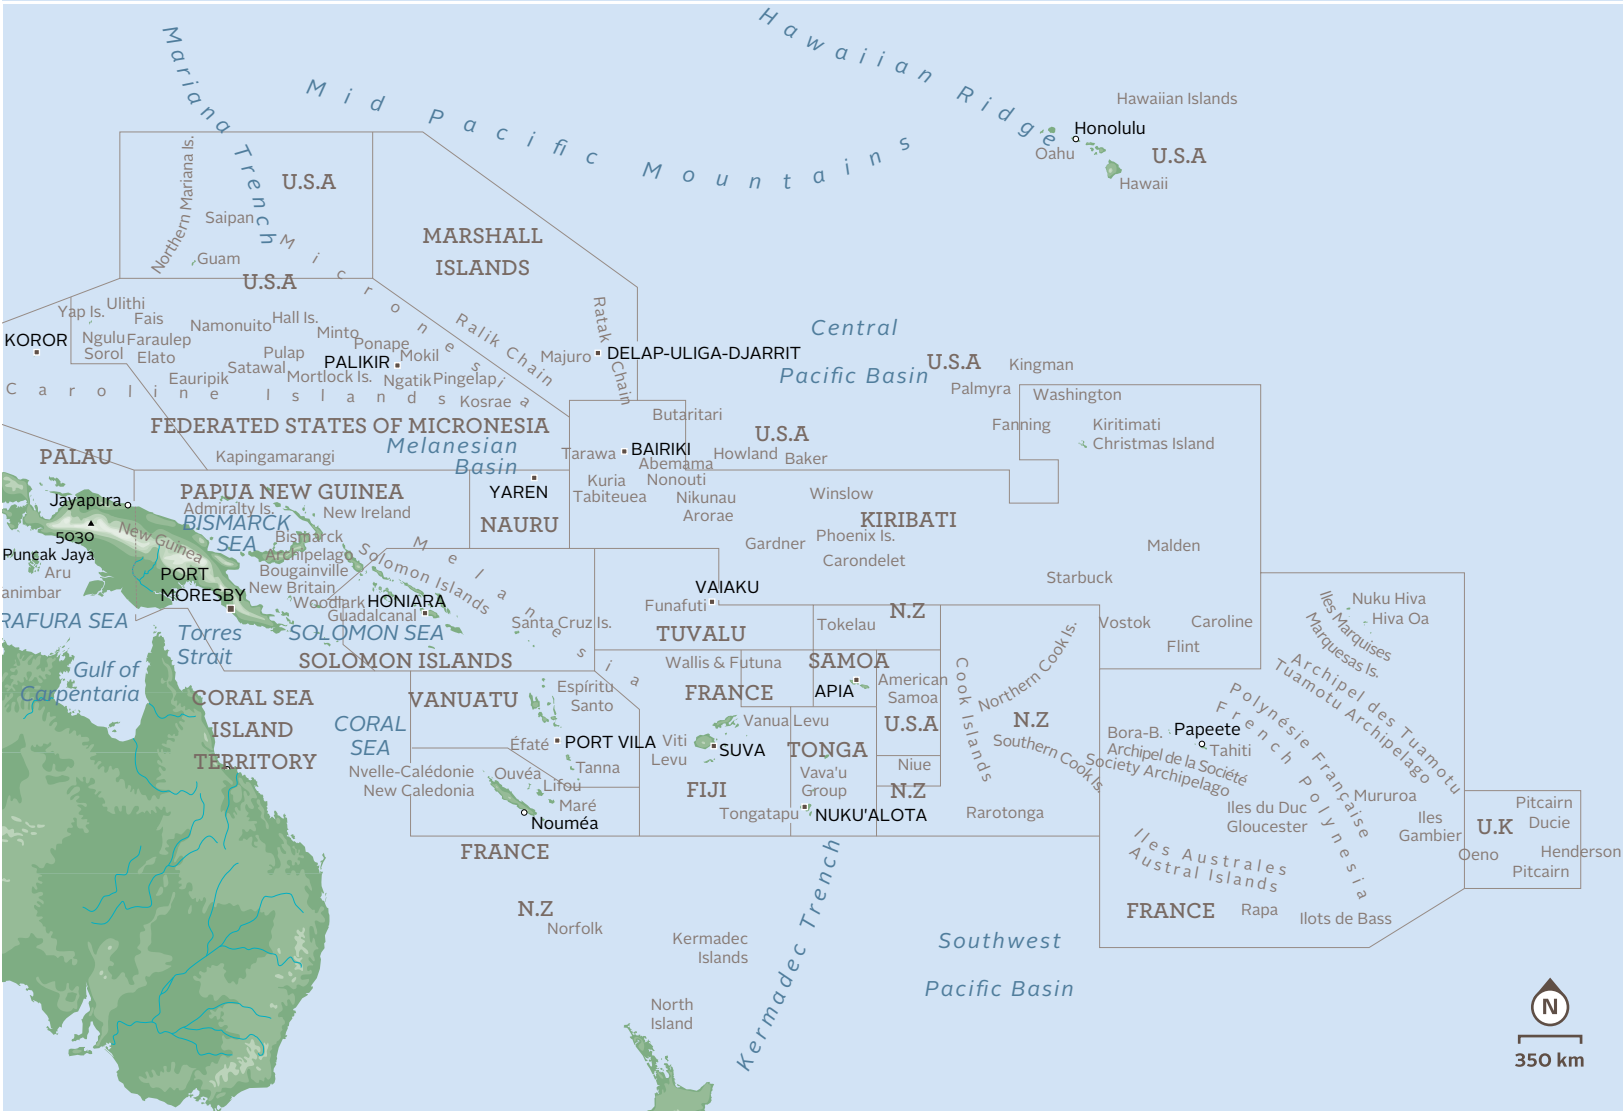 Hawaiian Ridge
Mariana Trench
Mid Pacific Mountains
Hawaiian Islands
Honolulu
Oahu
U.S.A
Hawaii
Northern Mariana Is.
U.S.A
Saipan
Guam
U.S.A
Micronesia
MARSHALL
ISLANDS
Ratak Chain
Ralik Chain
Majuro
DELAP-ULIGA-DJARRIT
Central
Pacific Basin
Yap Is.
Ulithi
Fais
KOROR
Ngulu
Faraulep
Sorol
Elato
Namonuito
Hall Is.
Minto
Pulap
Ponape
PALIKIR
Mokil
Satawal
Eauripik
Mortlock Is.
Ngatik
Pingelap
Kosrae
Caroline Islands
FEDERATED STATES OF MICRONESIA
Kapingamarangi
PALAU
Melanesian
Basin
U.S.A
Kingman
Palmyra
Washington
Fanning
Kiritimati
Christmas Island
Butaritari
U.S.A
Tarawa
BAIRIKI
Howland
Baker
Abemama
Kuria
Nonouti
Tabiteuea
Nikunau
Arorae
Winslow
KIRIBATI
Gardner
Phoenix Is.
Carondelet
Malden
Starbuck
Vostok
Caroline
Flint
YAREN
NAURU
Jayapura
5030
Puncak Jaya
New Guinea
Aru
animbar
RAFURA SEA
PAPUA NEW GUINEA
Admiralty Is.
New Ireland
BISMARCK
SEA
Bismarck
Archipelago
Bougainville
New Britain
Woodlark
PORT
MORESBY
Torres
Strait
Gulf of
Carpentaria
Melanesia
Solomon Islands
HONIARA
Guadalcanal
SOLOMON SEA
SOLOMON ISLANDS
Santa Cruz Is.
VAIAKU
Funafuti
TUVALU
N.Z
Tokelau
Wallis & Futuna
FRANCE
SAMOA
APIA
American
Samoa
U.S.A
CORAL SEA
ISLAND
TERRITORY
CORAL
SEA
VANUATU
Espíritu
Santo
Éfaté
PORT VILA
Tanna
Nvelle-Calédonie
New Caledonia
Ouvéa
Lifou
Maré
Nouméa
FRANCE
Vanua Levu
Viti
Levu
SUVA
FIJI
TONGA
Vava'u
Group
Tongatapu
NUKU'ALOTA
Niue
N.Z
Cook Islands
Northern Cook Is.
N.Z
Southern Cook Is.
Rarotonga
Iles Marquises
Marquesas Is.
Nuku Hiva
Hiva Oa
Archipel des Tuamotu
Tuamotu Archipelago
Polynésie Française
French Polynesia
Bora-B.
Papeete
Tahiti
Archipel de la Société
Society Archipelago
Iles du Duc
Gloucester
Mururoa
Iles
Gambier
Iles Australes
Austral Islands
FRANCE
Rapa
Ilots de Bass
U.K
Pitcairn
Ducie
Oeno
Henderson
Pitcairn
N.Z
Norfolk
Kermadec
Islands
Kermadec Trench
North
Island
Southwest
Pacific Basin
N
350 km